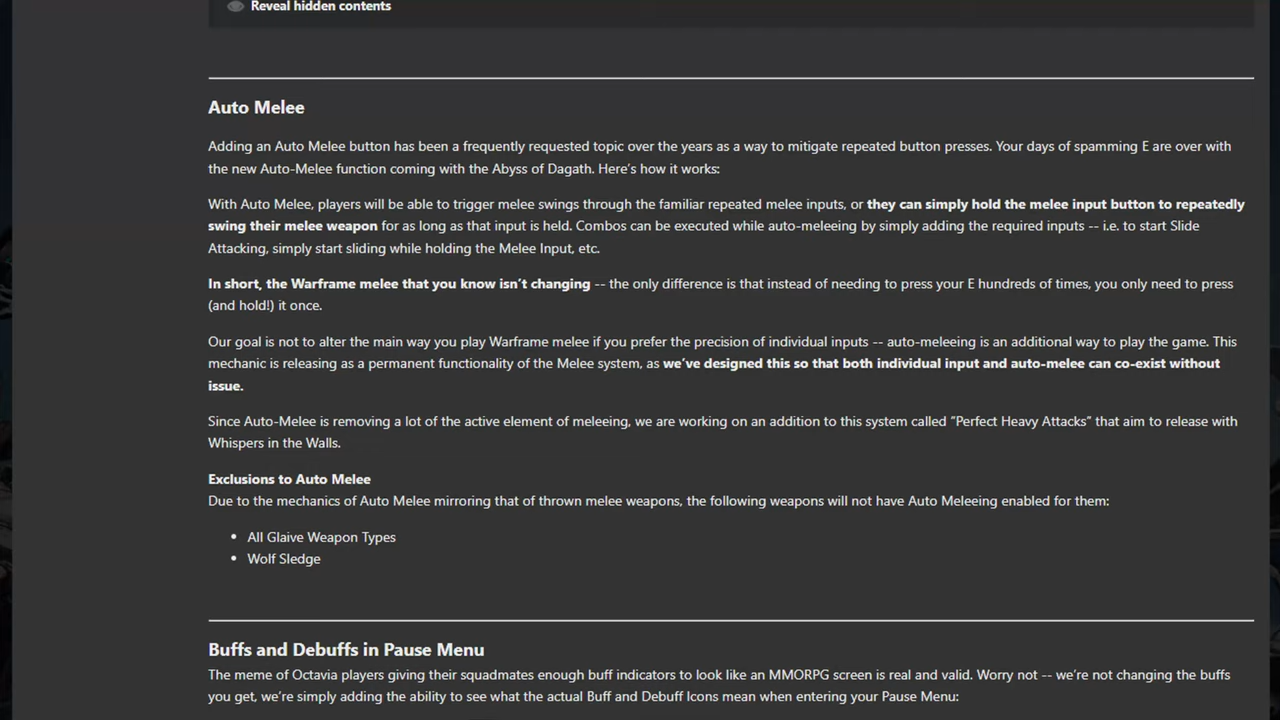 Reveal hidden contents
Auto Melee
Adding an Auto Melee button has been a frequently requested topic over the years as a way to mitigate repeated button presses. Your days of spamming E are over with
the new Auto-Melee function coming with the Abyss of Dagath. Here's how it works:
With Auto Melee, players will be able to trigger melee swings through the familiar repeated melee inputs, or they can simply hold the melee input button to repeatedly
swing their melee weapon for as long as that input is held. Combos can be executed while auto-meleeing by simply adding the required inputs -- i.e. to start Slide
Attacking, simply start sliding while holding the Melee Input, etc.
In short, the Warframe melee that you know isn't changing -- the only difference is that instead of needing to press your E hundreds of times, you only need to press
(and hold!) it once.
Our goal is not to alter the main way you play Warframe melee if you prefer the precision of individual inputs -- auto-meleeing is an additional way to play the game. This
mechanic is releasing as a permanent functionality of the Melee system, as we've designed this so that both individual input and auto-melee can co-exist without
issue.
Since Auto-Melee is removing a lot of the active element of meleeing, we are working on an addition to this system called “Perfect Heavy Attacks” that aim to release with
Whispers in the Walls.
Exclusions to Auto Melee
Due to the mechanics of Auto Melee mirroring that of thrown melee weapons, the following weapons will not have Auto Meleeing enabled for them:
• All Glaive Weapon Types
• Wolf Sledge
Buffs and Debuffs in Pause Menu
The meme of Octavia players giving their squadmates enough buff indicators to look like an MMORPG screen is real and valid. Worry not -- we're not changing the buffs
you get, we're simply adding the ability to see what the actual Buff and Debuff Icons mean when entering your Pause Menu: